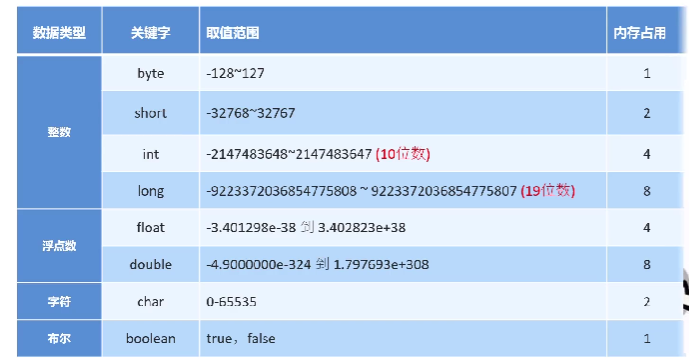 数据类型 关键字 取值范围 内存占用
整数 byte -128~127 1
short -32768~32767 2
int -2147483648~2147483647 (10位数) 4
long -9223372036854775808 ~ 9223372036854775807 (19位数) 8
浮点数 float -3.401298e-38 到 3.402823e+38 4
double -4.9000000e-324 到 1.797693e+308 8
字符 char 0-65535 2
布尔 boolean true，false 1